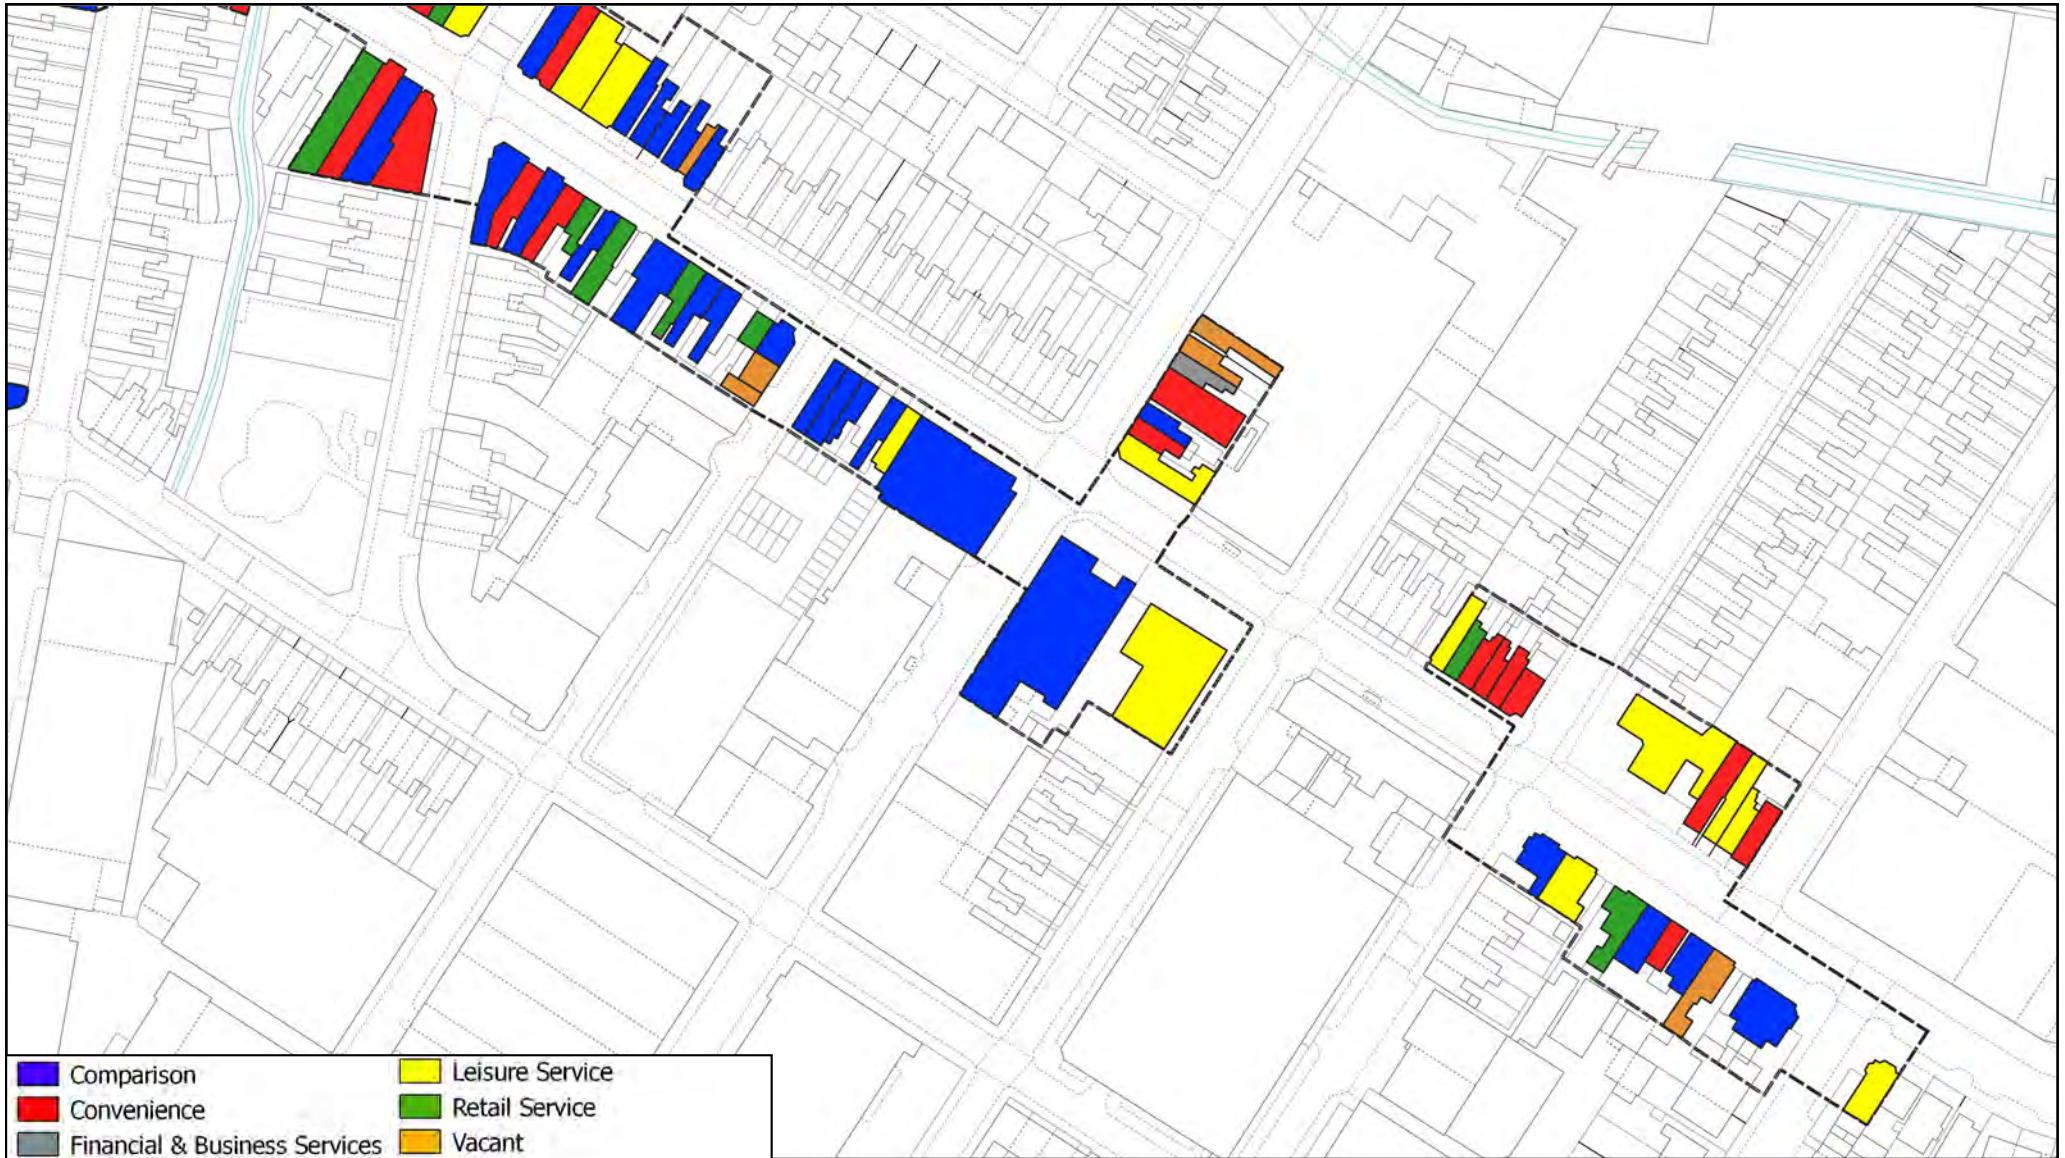 Comparison
Convenience
Financial & Business Services
Leisure Service
Retail Service
Vacant